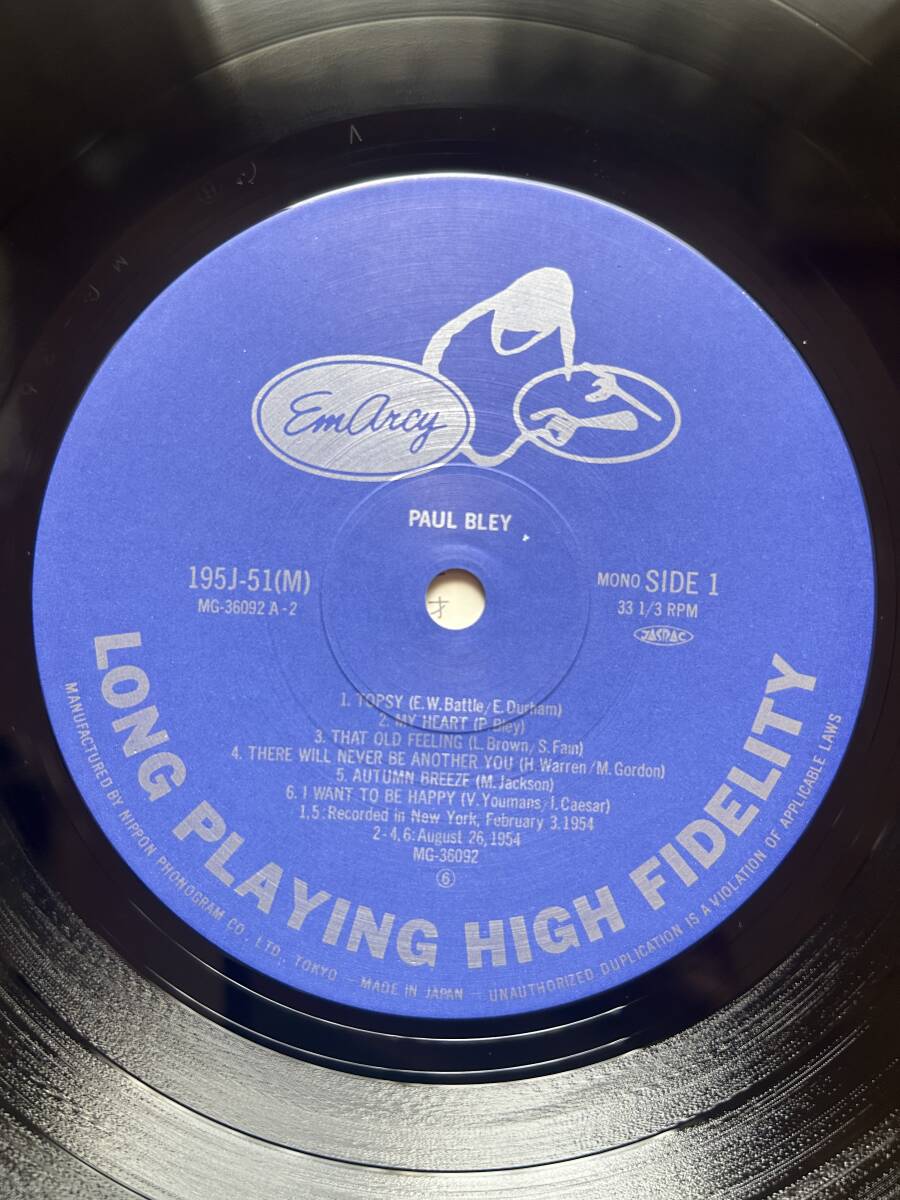 EmArcy
PAUL BLEY
195J-51(M)
MG-36092 A-2
MONO SIDE 1
33 1/3 RPM
JASRAC
1. TOPSY (E.W. Battle/E. Durham)
2. MY HEART (P. Bley)
3. THAT OLD FEELING (L. Brown/S. Fain)
4. THERE WILL NEVER BE ANOTHER YOU (H. Warren/M. Gordon)
5. AUTUMN BREEZE (M. Jackson)
6. I WANT TO BE HAPPY (V. Youmans/I. Caesar)
1, 5: Recorded in New York, February 3. 1954
2-4, 6: August 26, 1954
MG-36092
⑥
LONG PLAYING HIGH FIDELITY
MANUFACTURED BY NIPPON PHONOGRAM CO., LTD., TOKYO — MADE IN JAPAN — UNAUTHORIZED DUPLICATION IS A VIOLATION OF APPLICABLE LAWS